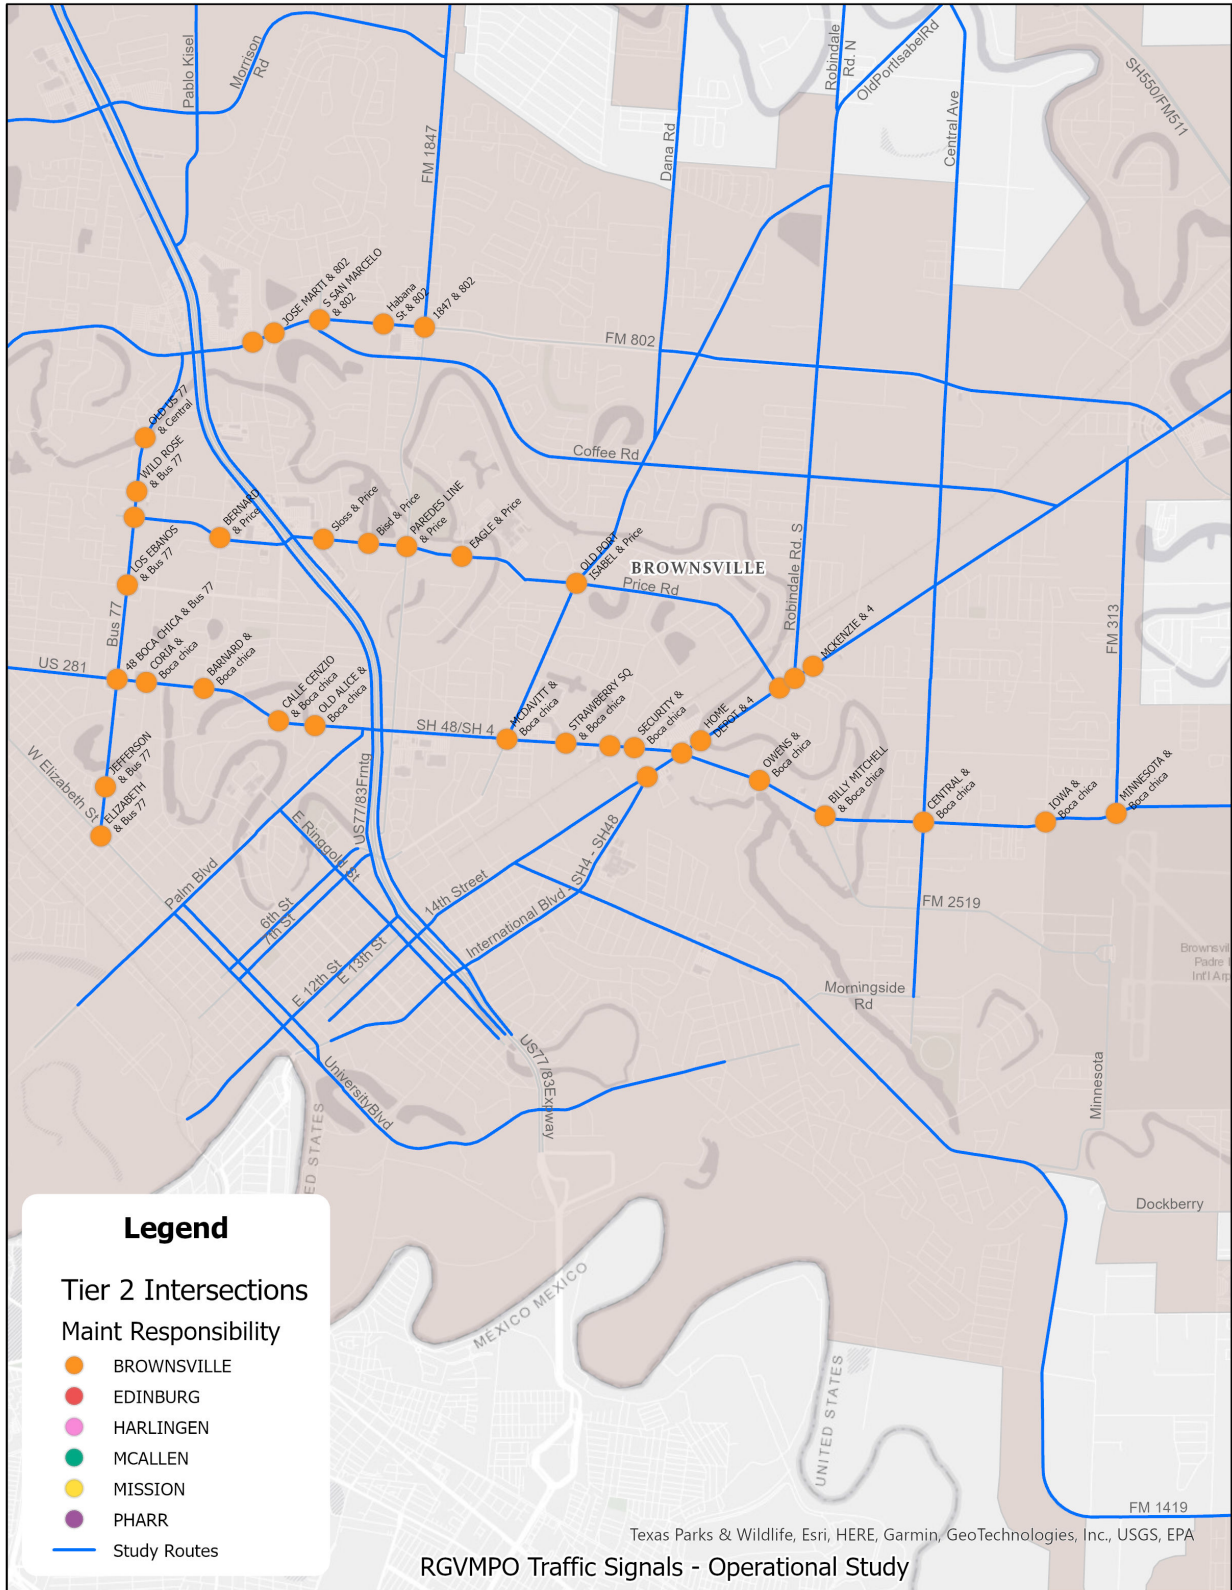 Pablo Kisel
Morrison
Rd
FM 1847
Dana Rd
Robindale
Rd. N
OldPortIsabelRd
Central Ave
SH550/FM511
JOSE MARTI & 802
S SAN MARCELO
& 802
Habana
St & 802
1847 & 802
FM 802
OLD US 77
& Central
WILD ROSE
& Bus 77
BERNARD
& Price
Sloss & Price
Bisd & Price
PAREDES LINE
& Price
EAGLE & Price
Coffee Rd
LOS EBANOS
& Bus 77
OLD PORT
ISABEL & Price
BROWNSVILLE
Price Rd
Robindale Rd. S
MCKENZIE & 4
FM 313
Bus 77
US 281
48 BOCA CHICA & Bus 77
CORIA &
Boca chica
BARNARD &
Boca chica
CALLE CENZIO
& Boca chica
OLD ALICE &
Boca chica
SH 48/SH 4
MCDAVITT &
Boca chica
STRAWBERRY SQ
& Boca chica
SECURITY &
Boca chica
HOME
DEPOT & 4
OWENS &
Boca chica
BILLY MITCHELL
& Boca chica
CENTRAL &
Boca chica
IOWA &
Boca chica
MINNESOTA &
Boca chica
JEFFERSON
& Bus 77
ELIZABETH
& Bus 77
W Elizabeth St
US77/83Frntg
E Ringgold St
Palm Blvd
6th St
7th St
14th Street
International Blvd - SH4 - SH48
E 12th St
E 13th St
FM 2519
Brownsvil
Padre I
Int'l Arp
Morningside
Rd
US77/83Expway
UniversityBlvd
Minnesota
ED STATES
Dockberry
MÉXICO MEXICO
UNITED STATES
FM 1419
Legend
Tier 2 Intersections
Maint Responsibility
BROWNSVILLE
EDINBURG
HARLINGEN
MCALLEN
MISSION
PHARR
Study Routes
Texas Parks & Wildlife, Esri, HERE, Garmin, GeoTechnologies, Inc., USGS, EPA
RGVMPO Traffic Signals - Operational Study